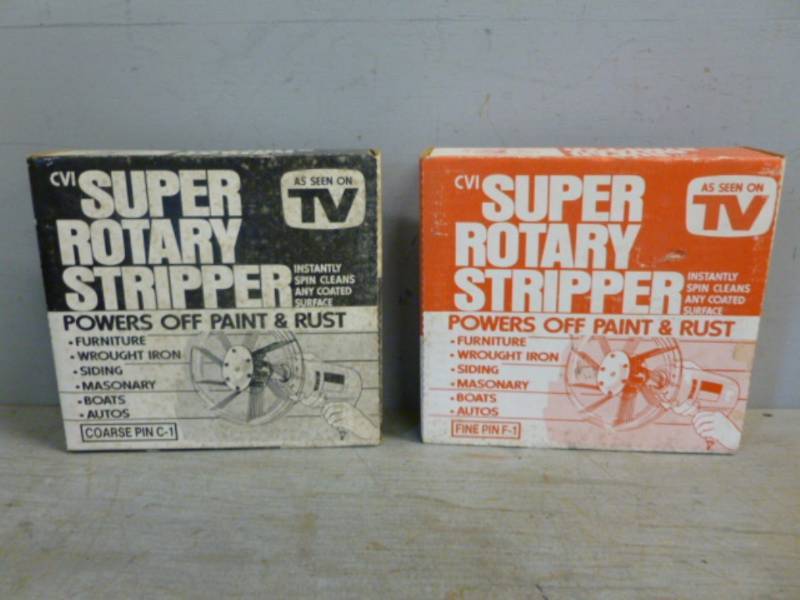 CVI SUPER
ROTARY
STRIPPER
AS SEEN ON
TV
INSTANTLY
SPIN CLEANS
ANY COATED
SURFACE
POWERS OFF PAINT & RUST
• FURNITURE
• WROUGHT IRON
• SIDING
• MASONARY
• BOATS
• AUTOS
COARSE PIN C-1
CVI SUPER
ROTARY
STRIPPER
AS SEEN ON
TV
INSTANTLY
SPIN CLEANS
ANY COATED
SURFACE
POWERS OFF PAINT & RUST
• FURNITURE
• WROUGHT IRON
• SIDING
• MASONARY
• BOATS
• AUTOS
FINE PIN F-1